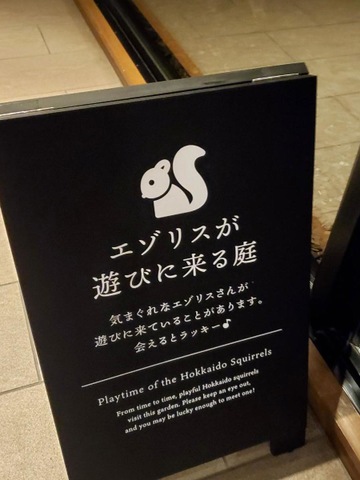 エゾリスが
遊びに来る庭
気まぐれなエゾリスさんが
遊びに来ていることがあります。
会えるとラッキー♪
Playtime of the Hokkaido Squirrels
From time to time, playful Hokkaido squirrels
visit this garden. Please keep an eye out,
and you may be lucky enough to meet one!